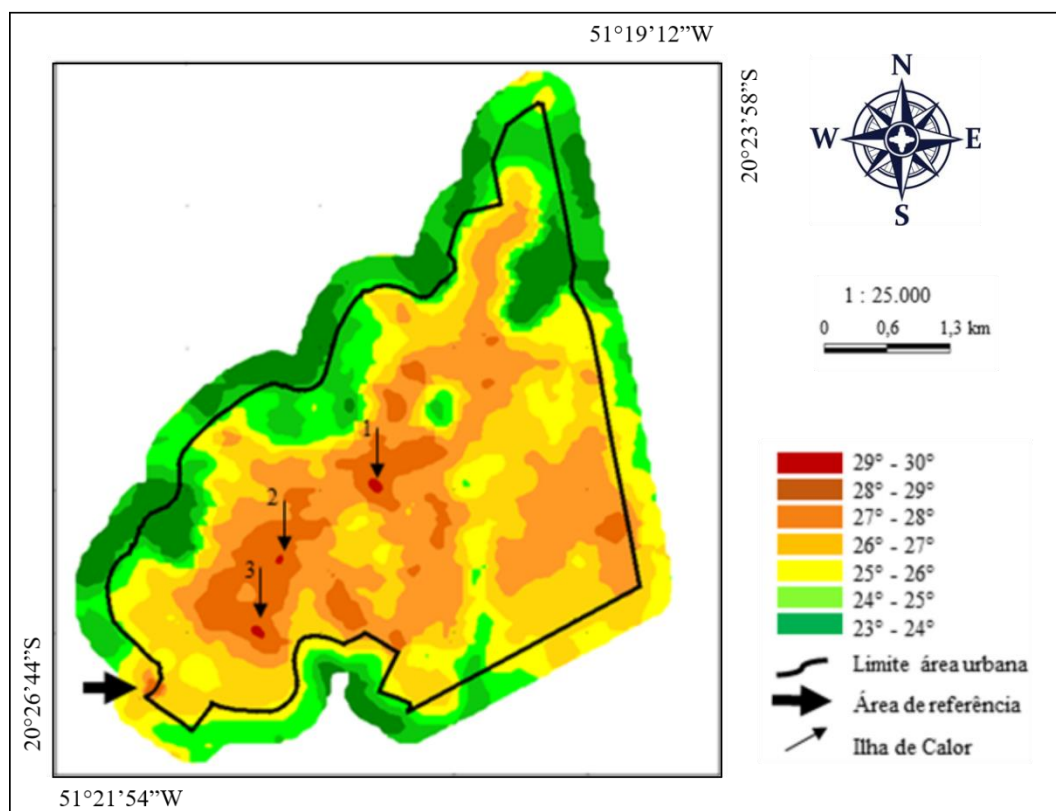 51°19’12”W
20°23’58”S
N
W
E
S
1 : 25.000
0 0,6 1,3 km
1
2
3
29° - 30°
28° - 29°
27° - 28°
26° - 27°
25° - 26°
24° - 25°
23° - 24°
Limite área urbana
Área de referência
Ilha de Calor
20°26’44”S
51°21’54”W